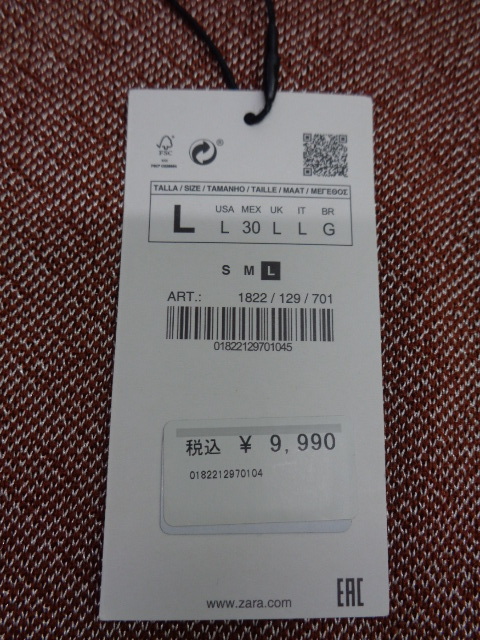 FSC
®
TALLA / SIZE / TAMANHO / TAILLE / MAAT / ΜΕΓΕΘΟΣ
L
USA MEX UK IT BR
L 30 L L G
S M L
ART.: 1822 / 129 / 701
01822129701045
税込 ¥ 9,990
0182212970104
www.zara.com
EAC